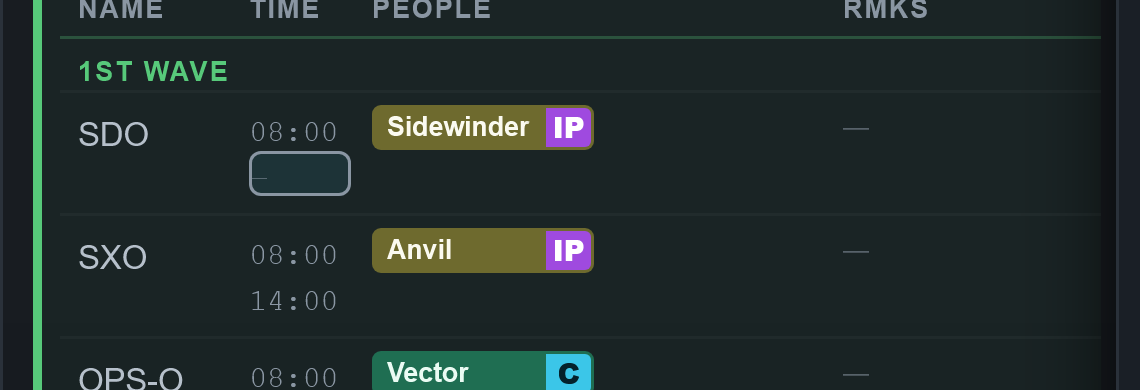 NAME TIME PEOPLE RMKS
1ST WAVE
SDO 08:00 Sidewinder IP —
—
SXO 08:00 Anvil IP —
14:00
OPS-O 08:00 Vector C —